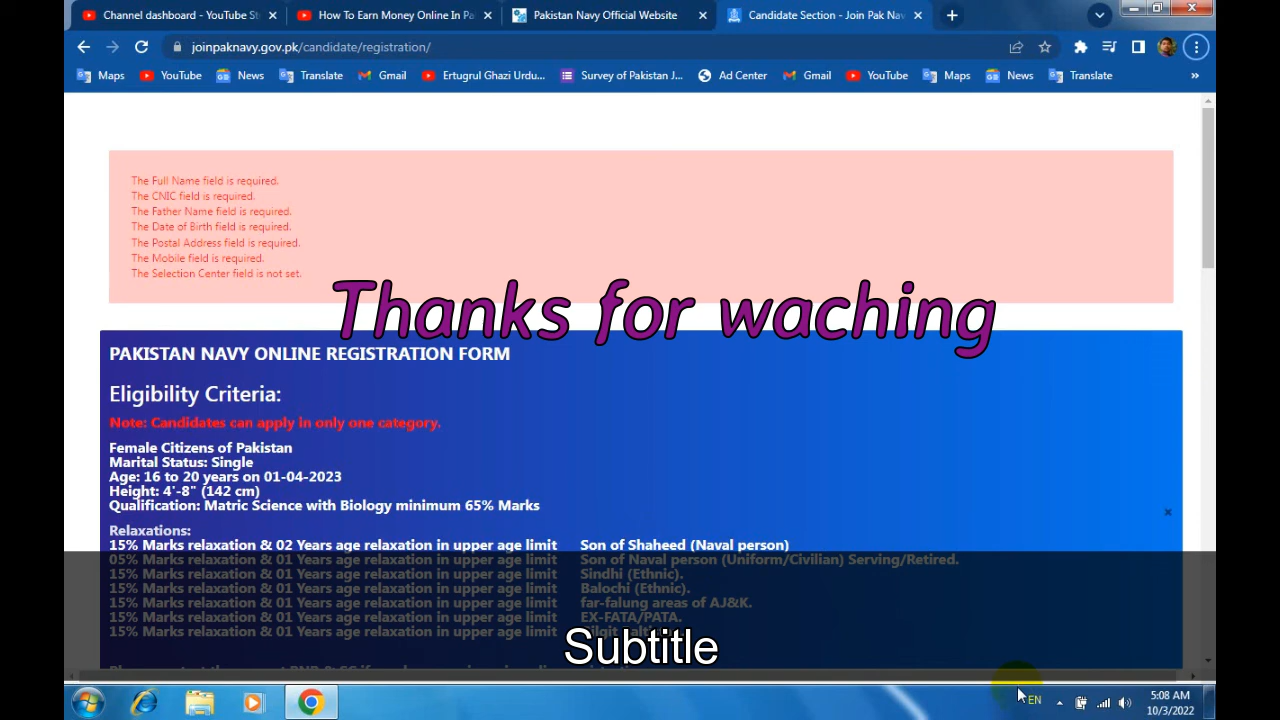 Channel dashboard - YouTube St
How To Earn Money Online In Pa
Pakistan Navy Official Website
Candidate Section - Join Pak Nav
joinpaknavy.gov.pk/candidate/registration/
Maps
YouTube
News
Translate
Gmail
Ertugrul Ghazi Urdu...
Survey of Pakistan J...
Ad Center
Gmail
YouTube
Maps
News
Translate
»
The Full Name field is required.
The CNIC field is required.
The Father Name field is required.
The Date of Birth field is required.
The Postal Address field is required.
The Mobile field is required.
The Selection Center field is not set.
Thanks for waching
PAKISTAN NAVY ONLINE REGISTRATION FORM
Eligibility Criteria:
Note: Candidates can apply in only one category.
Female Citizens of Pakistan
Marital Status: Single
Age: 16 to 20 years on 01-04-2023
Height: 4'-8" (142 cm)
Qualification: Matric Science with Biology minimum 65% Marks
Relaxations:
15% Marks relaxation & 02 Years age relaxation in upper age limit Son of Shaheed (Naval person)
05% Marks relaxation & 01 Years age relaxation in upper age limit Son of Naval person (Uniform/Civilian) Serving/Retired.
15% Marks relaxation & 01 Years age relaxation in upper age limit Sindhi (Ethnic).
15% Marks relaxation & 01 Years age relaxation in upper age limit Balochi (Ethnic).
15% Marks relaxation & 01 Years age relaxation in upper age limit far-falung areas of AJ&K.
15% Marks relaxation & 01 Years age relaxation in upper age limit EX-FATA/PATA.
15% Marks relaxation & 01 Years age relaxation in upper age limit
Subtitle
EN
5:08 AM
10/3/2022